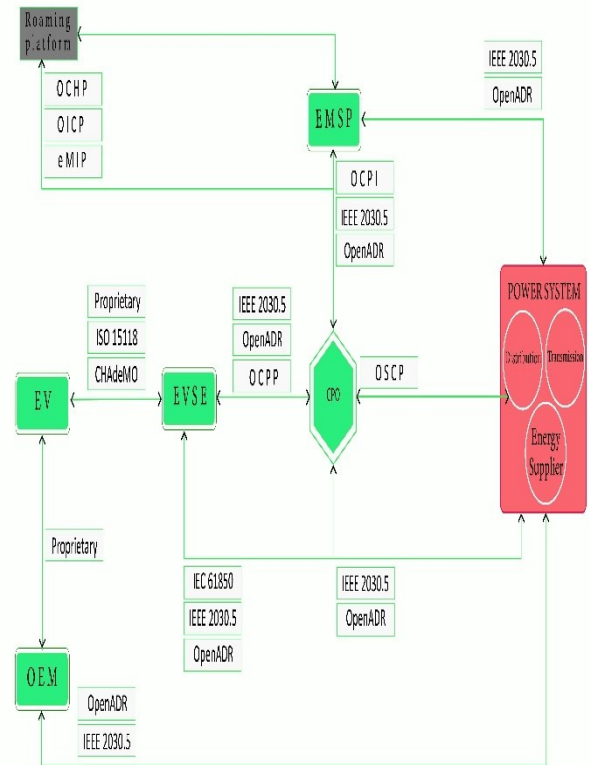 Roaming
platform
OCHP
OICP
eMIP
EMSP
IEEE 2030.5
OpenADR
OCPI
IEEE 2030.5
OpenADR
POWER SYSTEM
Distribution
Transmission
Energy
Supplier
Proprietary
ISO 15118
CHAdeMO
IEEE 2030.5
OpenADR
OCPP
EV
EVSE
CPO
OSCP
Proprietary
IEC 61850
IEEE 2030.5
OpenADR
IEEE 2030.5
OpenADR
OEM
OpenADR
IEEE 2030.5